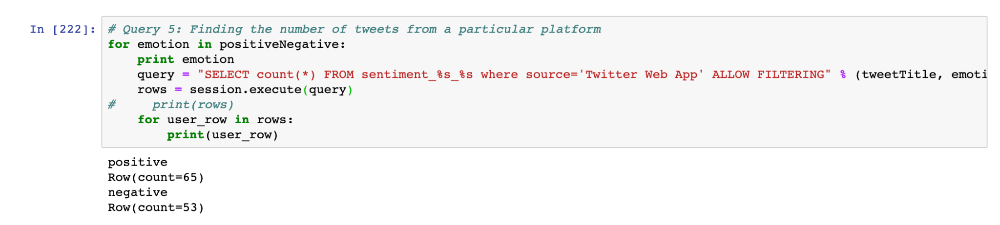 In [222]: # Query 5: Finding the number of tweets from a particular platform
for emotion in positiveNegative:
    print emotion
    query = "SELECT count(*) FROM sentiment_%s_%s where source='Twitter Web App' ALLOW FILTERING" % (tweetTitle, emoti
    rows = session.execute(query)
#     print(rows)
    for user_row in rows:
        print(user_row)
positive
Row(count=65)
negative
Row(count=53)